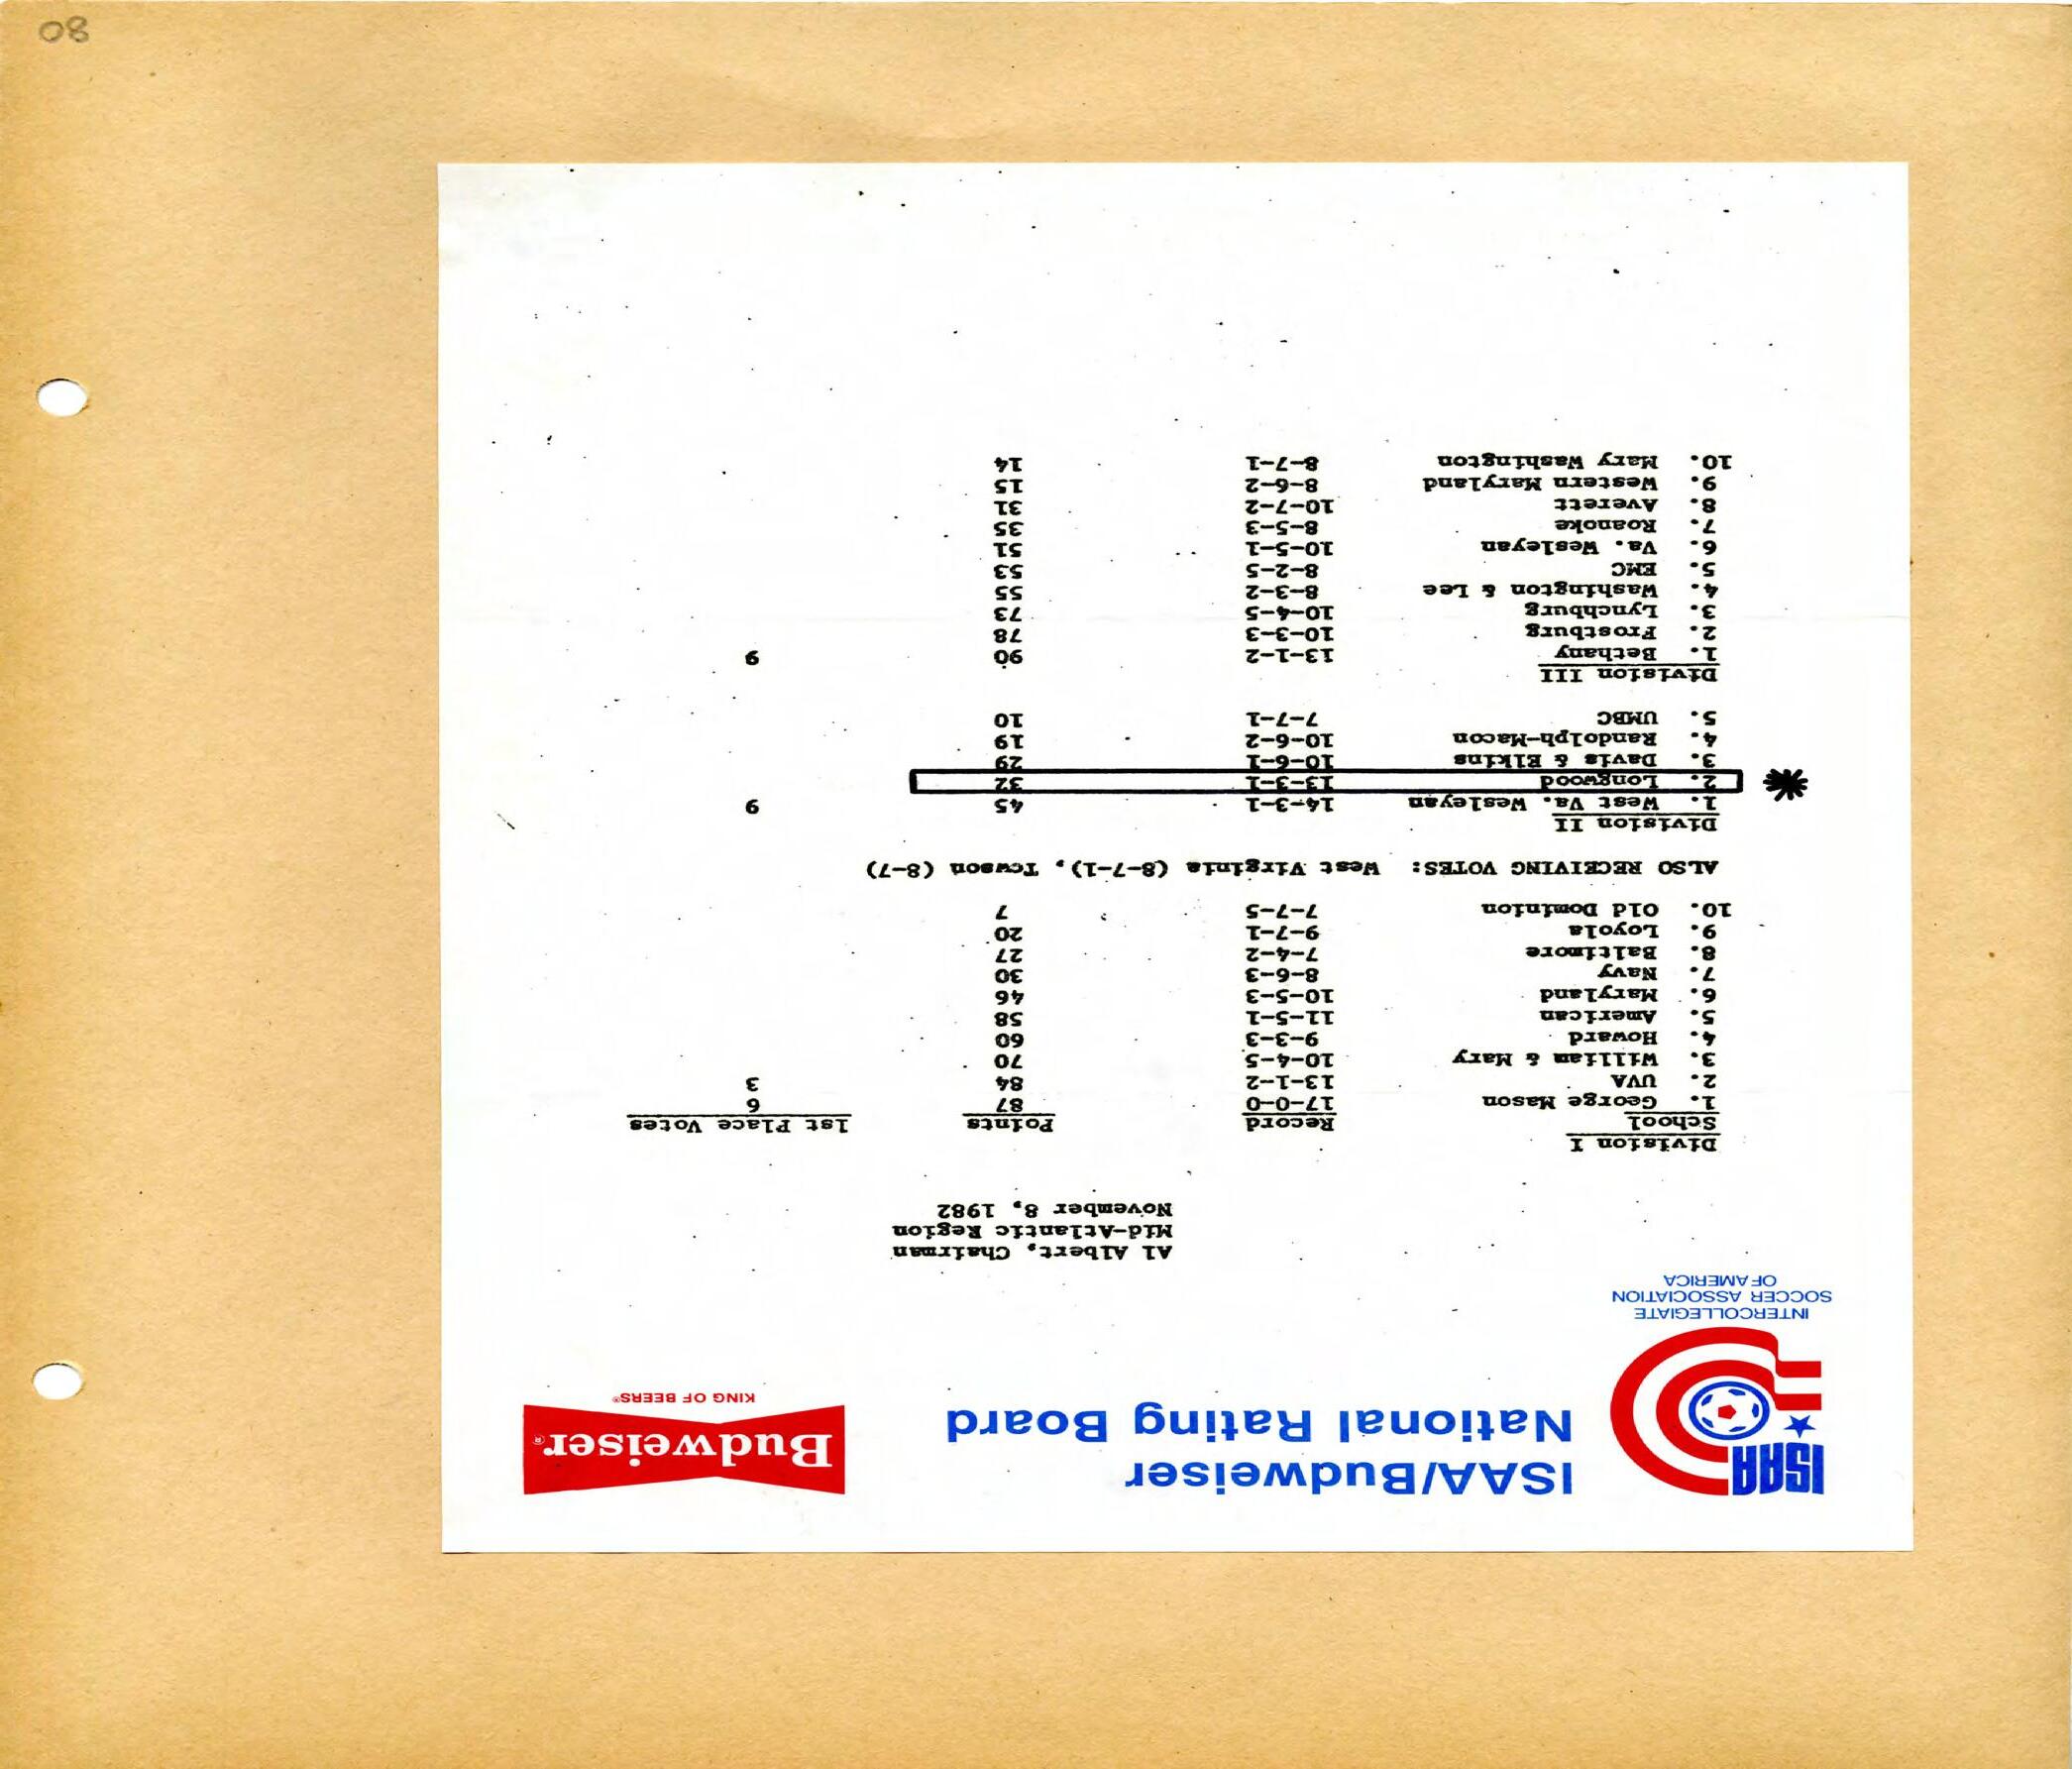 ISAA
ISAA/Budweiser
National Rating Board
Budweiser®
KING OF BEERS®
INTERCOLLEGIATE
SOCCER ASSOCIATION
OF AMERICA
Al Albert, Chairman
Mid-Atlantic Region
November 8, 1982
Division I
School Record Points 1st Place Votes
1. George Mason 17-0-0 87 6
2. UVA 13-1-2 84 3
3. William & Mary 10-4-5 70
4. Howard 9-3-3 60
5. American 11-5-1 58
6. Maryland 10-5-3 46
7. Navy 8-6-3 30
8. Baltimore 7-4-2 27
9. Loyola 9-7-1 20
10. Old Dominion 7-7-5 7
ALSO RECEIVING VOTES: West Virginia (8-7-1), Towson (8-7)
Division II
1. West Va. Wesleyan 14-3-1 45 9
2. Longwood 13-3-1 32
3. Davis & Elkins 10-6-1 29
4. Randolph-Macon 10-6-2 19
5. UMBC 7-7-1 10
Division III
1. Bethany 13-1-2 90 9
2. Frostburg 10-3-3 78
3. Lynchburg 10-4-5 73
4. Washington & Lee 8-3-2 55
5. EMC 8-2-5 53
6. Va. Wesleyan 10-5-1 51
7. Roanoke 8-5-3 35
8. Averett 10-7-2 31
9. Western Maryland 8-6-2 15
10. Mary Washington 8-7-1 14
80